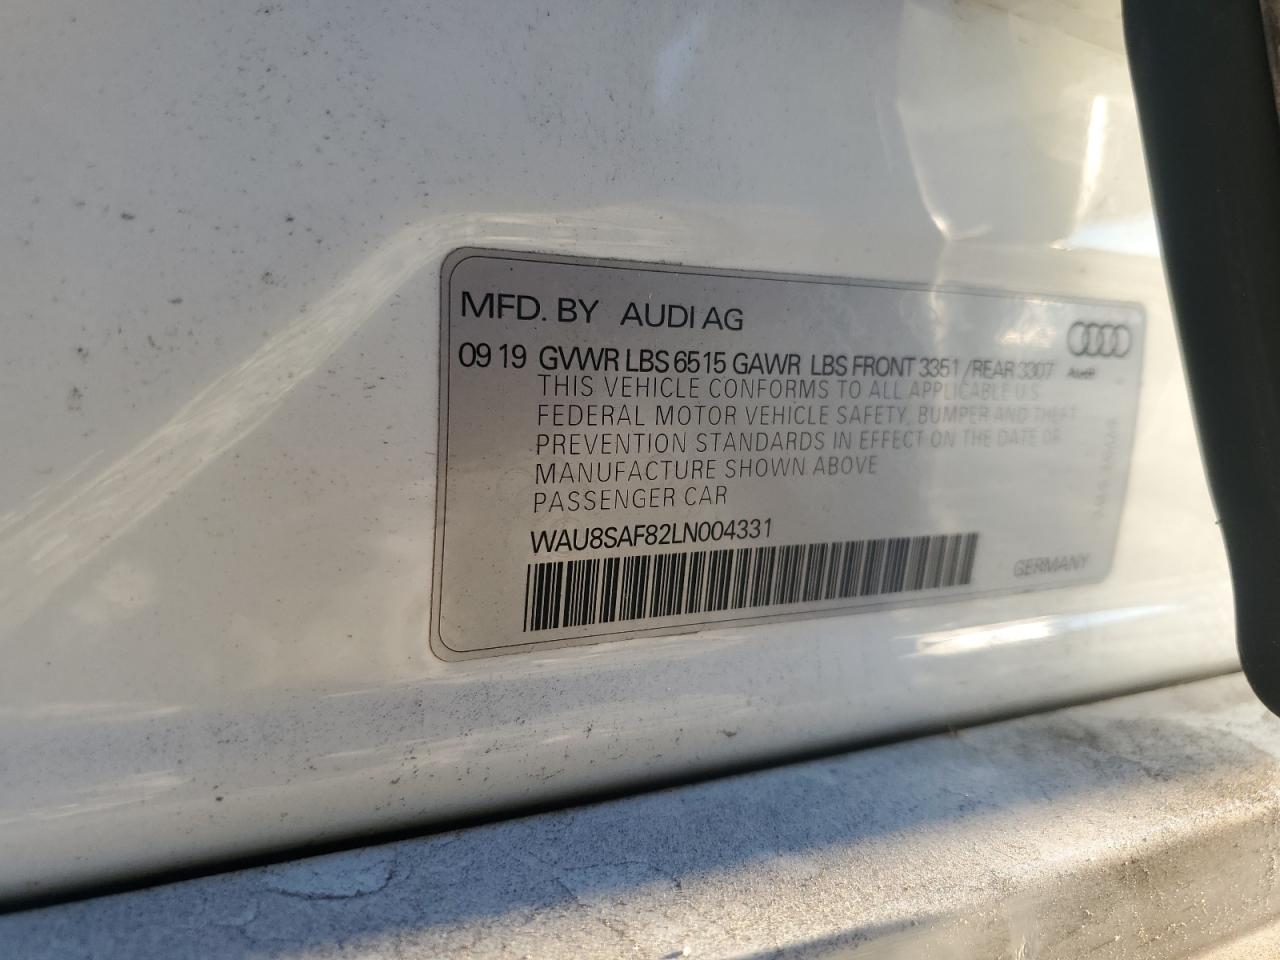 MFD. BY AUDI AG
09 19 GVWR LBS 6515 GAWR LBS FRONT 3351 /REAR 3307
Audi
THIS VEHICLE CONFORMS TO ALL APPLICABLE U.S.
FEDERAL MOTOR VEHICLE SAFETY, BUMPER AND THEFT
PREVENTION STANDARDS IN EFFECT ON THE DATE OF
MANUFACTURE SHOWN ABOVE
PASSENGER CAR
WAU8SAF82LN004331
GERMANY